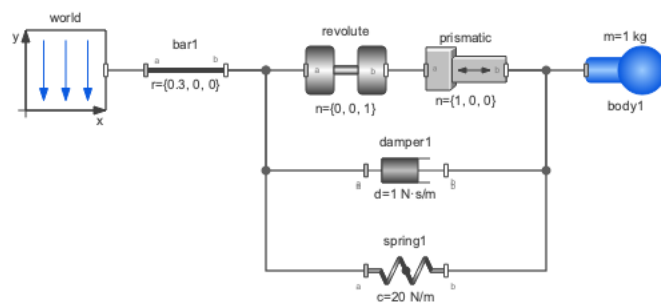 world
y
x
bar1
a b
r={0.3, 0, 0}
revolute
a b
n={0, 0, 1}
prismatic
a b
n={1, 0, 0}
m=1 kg
body1
damper1
a b
d=1 N·s/m
spring1
a b
c=20 N/m